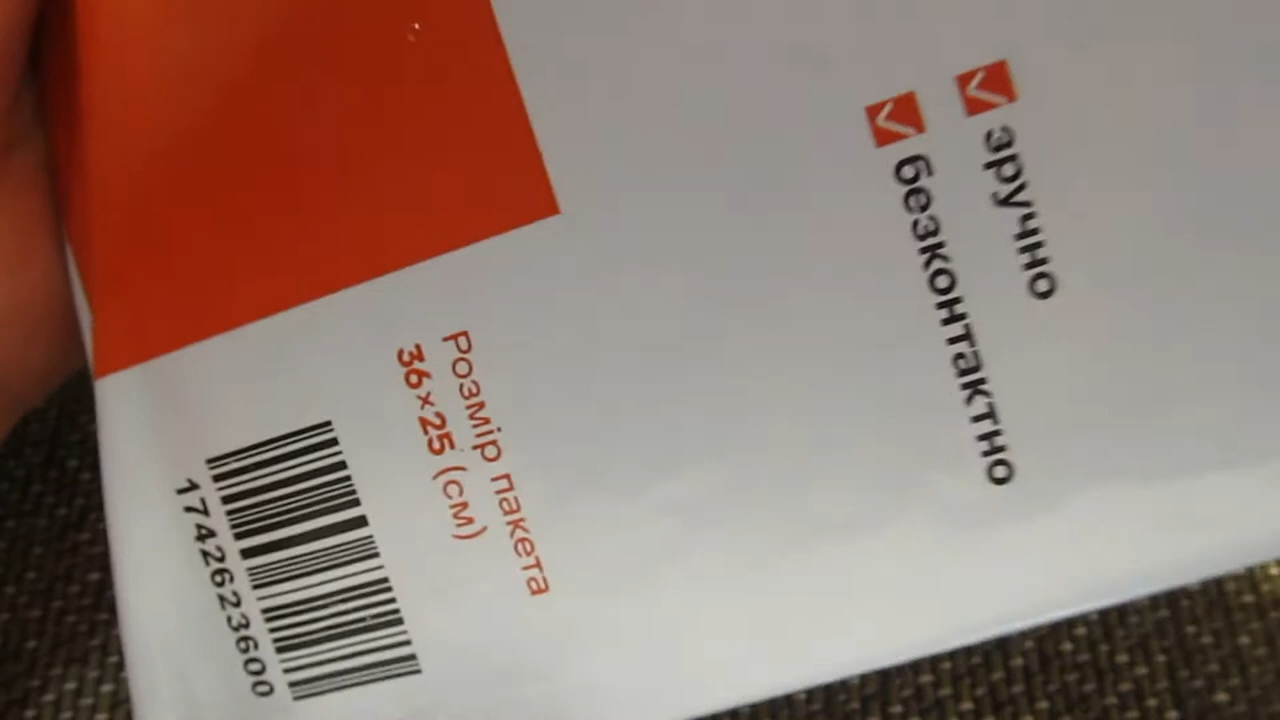 зручно
безконтактно
Розмір пакета
36×25 (см)
1742623600